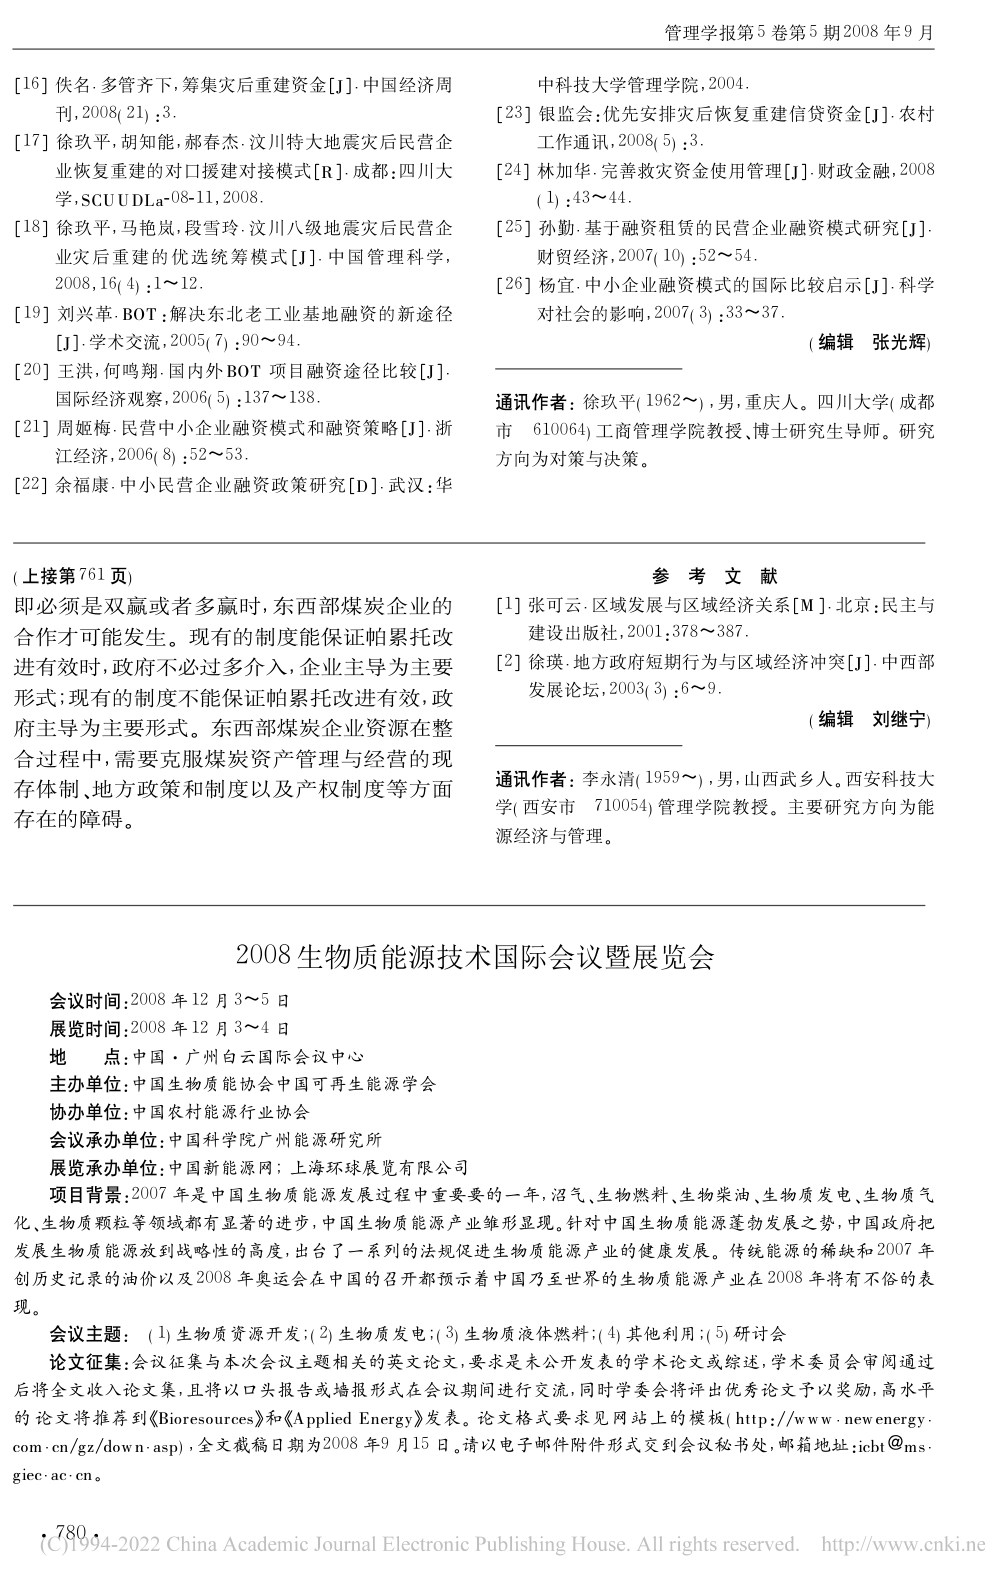 管理学报第5卷第5期2008年9月
[16] 佚名. 多管齐下,筹集灾后重建资金[J]. 中国经济周
刊,2008(21):3.
[17] 徐玖平,胡知能,郝春杰. 汶川特大地震灾后民营企
业恢复重建的对口援建对接模式[R]. 成都:四川大
学,SCUUDLa-08-11,2008.
[18] 徐玖平,马艳岚,段雪玲. 汶川八级地震灾后民营企
业灾后重建的优选统筹模式[J]. 中国管理科学,
2008,16(4):1~12.
[19] 刘兴革. BOT:解决东北老工业基地融资的新途径
[J]. 学术交流,2005(7):90~94.
[20] 王洪,何鸣翔. 国内外BOT 项目融资途径比较[J].
国际经济观察,2006(5):137~138.
[21] 周姬梅. 民营中小企业融资模式和融资策略[J]. 浙
江经济,2006(8):52~53.
[22] 余福康. 中小民营企业融资政策研究[D]. 武汉:华
中科技大学管理学院,2004.
[23] 银监会:优先安排灾后恢复重建信贷资金[J]. 农村
工作通讯,2008(5):3.
[24] 林加华. 完善救灾资金使用管理[J]. 财政金融,2008
(1):43~44.
[25] 孙勤. 基于融资租赁的民营企业融资模式研究[J].
财贸经济,2007(10):52~54.
[26] 杨宜. 中小企业融资模式的国际比较启示[J]. 科学
对社会的影响,2007(3):33~37.
(编辑 张光辉)
通讯作者: 徐玖平(1962~),男,重庆人。四川大学(成都
市 610064)工商管理学院教授、博士研究生导师。研究
方向为对策与决策。
(上接第761页)
即必须是双赢或者多赢时,东西部煤炭企业的
合作才可能发生。现有的制度能保证帕累托改
进有效时,政府不必过多介入,企业主导为主要
形式;现有的制度不能保证帕累托改进有效,政
府主导为主要形式。东西部煤炭企业资源在整
合过程中,需要克服煤炭资产管理与经营的现
存体制、地方政策和制度以及产权制度等方面
存在的障碍。
参 考 文 献
[1] 张可云. 区域发展与区域经济关系[M]. 北京:民主与
建设出版社,2001:378~387.
[2] 徐瑛. 地方政府短期行为与区域经济冲突[J]. 中西部
发展论坛,2003(3):6~9.
(编辑 刘继宁)
通讯作者: 李永清(1959~),男,山西武乡人。西安科技大
学(西安市 710054)管理学院教授。主要研究方向为能
源经济与管理。
2008生物质能源技术国际会议暨展览会
会议时间:2008年12月3~5日
展览时间:2008年12月3~4日
地 点:中国·广州白云国际会议中心
主办单位:中国生物质能协会中国可再生能源学会
协办单位:中国农村能源行业协会
会议承办单位:中国科学院广州能源研究所
展览承办单位:中国新能源网; 上海环球展览有限公司
项目背景:2007年是中国生物质能源发展过程中重要要的一年,沼气、生物燃料、生物柴油、生物质发电、生物质气
化、生物质颗粒等领域都有显著的进步,中国生物质能源产业雏形显现。针对中国生物质能源蓬勃发展之势,中国政府把
发展生物质能源放到战略性的高度,出台了一系列的法规促进生物质能源产业的健康发展。传统能源的稀缺和2007年
创历史记录的油价以及2008年奥运会在中国的召开都预示着中国乃至世界的生物质能源产业在2008年将有不俗的表
现。
会议主题: (1)生物质资源开发;(2)生物质发电;(3)生物质液体燃料;(4)其他利用;(5)研讨会
论文征集:会议征集与本次会议主题相关的英文论文,要求是未公开发表的学术论文或综述,学术委员会审阅通过
后将全文收入论文集,且将以口头报告或墙报形式在会议期间进行交流,同时学委会将评出优秀论文予以奖励,高水平
的论文将推荐到《Bioresources》和《Applied Energy》发表。论文格式要求见网站上的模板(http://www.newenergy.
com.cn/gz/down.asp),全文截稿日期为2008年9月15日。请以电子邮件附件形式交到会议秘书处,邮箱地址:icbt@ms.
giec.ac.cn。
·780·
(C)1994-2022 China Academic Journal Electronic Publishing House. All rights reserved. http://www.cnki.ne